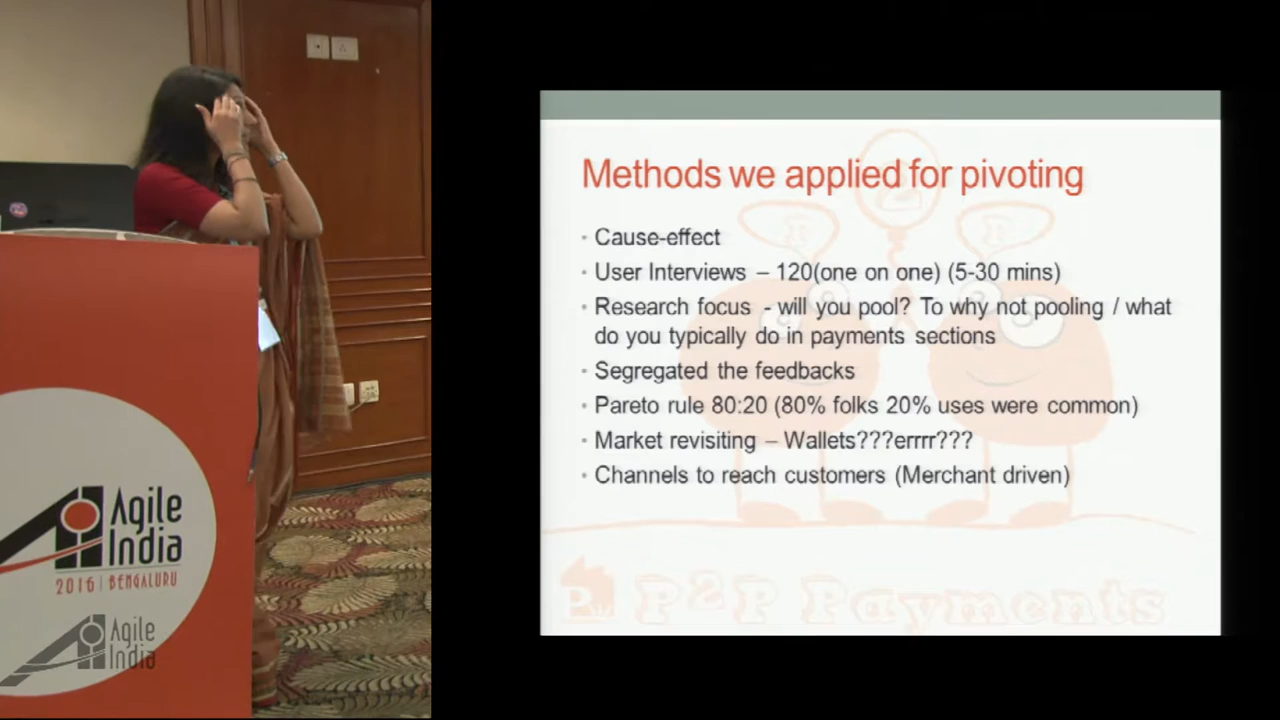 Methods we applied for pivoting
• Cause-effect
• User Interviews – 120(one on one) (5-30 mins)
• Research focus - will you pool? To why not pooling / what
do you typically do in payments sections
• Segregated the feedbacks
• Pareto rule 80:20 (80% folks 20% uses were common)
• Market revisiting – Wallets???errrr???
• Channels to reach customers (Merchant driven)
P2P Payments
Agile
India
2016 | BENGALURU
Agile
India